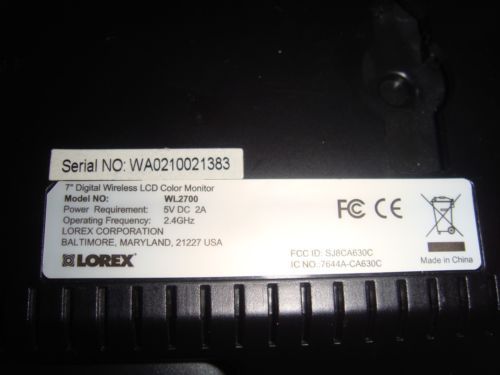 Serial NO: WA0210021383
7" Digital Wireless LCD Color Monitor
Model NO: WL2700
Power Requirement: 5V DC 2A
Operating Frequency: 2.4GHz
LOREX CORPORATION
BALTIMORE, MARYLAND, 21227 USA
LOREX
FC CE
FCC ID: SJ8CA630C
IC NO.:7644A-CA630C
Made in China